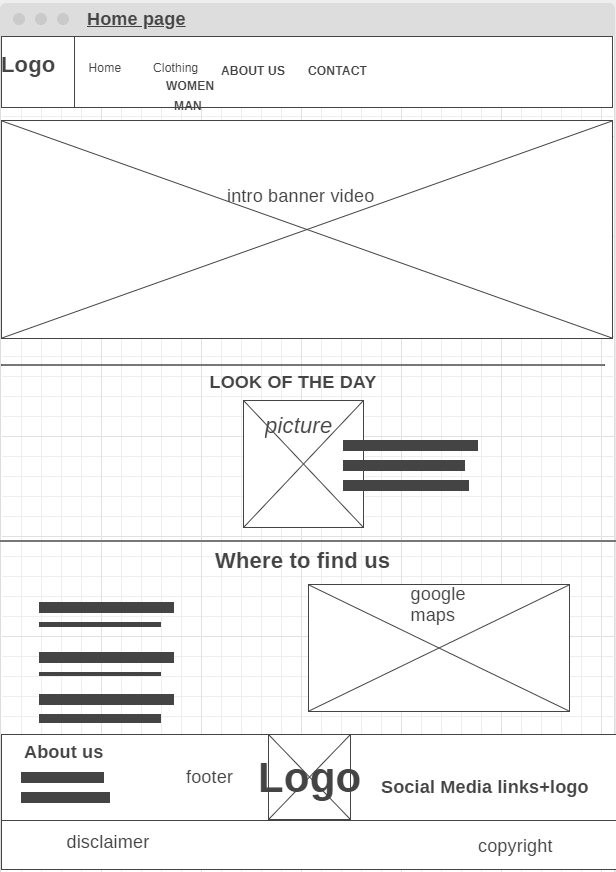 Home page
Logo
Home
Clothing
ABOUT US
CONTACT
WOMEN
MAN
intro banner video
LOOK OF THE DAY
picture
Where to find us
google
maps
About us
footer
Logo
Social Media links+logo
disclaimer
copyright